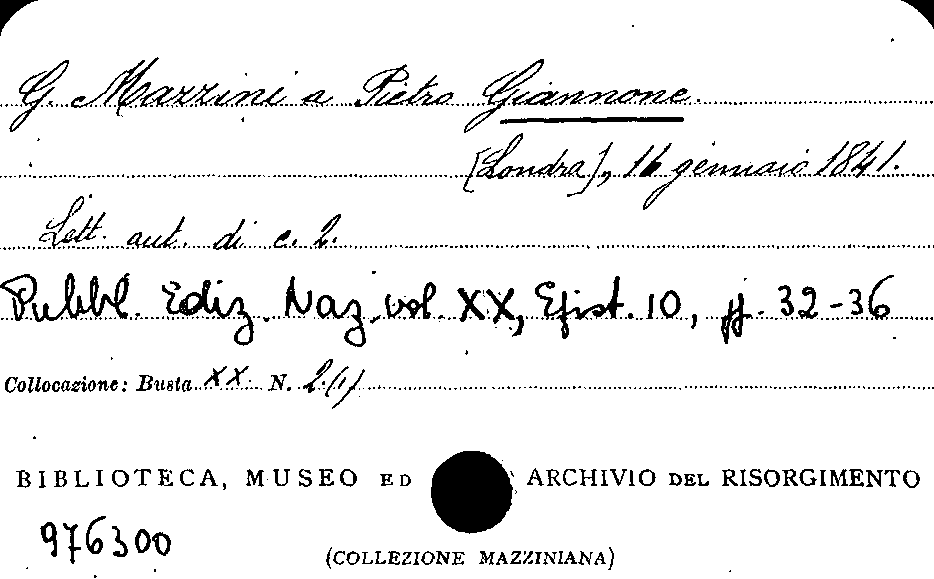 G. Mazzini a Pietro Giannone.
[Londra], 16 gennaio 1841.
Lett. aut. di c. 2.
Pubbl. Ediz. Naz. vol. XX, Epist. 10, pp. 32-36
Collocazione: Busta XX N. 2(1)
BIBLIOTECA, MUSEO ED ARCHIVIO DEL RISORGIMENTO
976300
(COLLEZIONE MAZZINIANA)